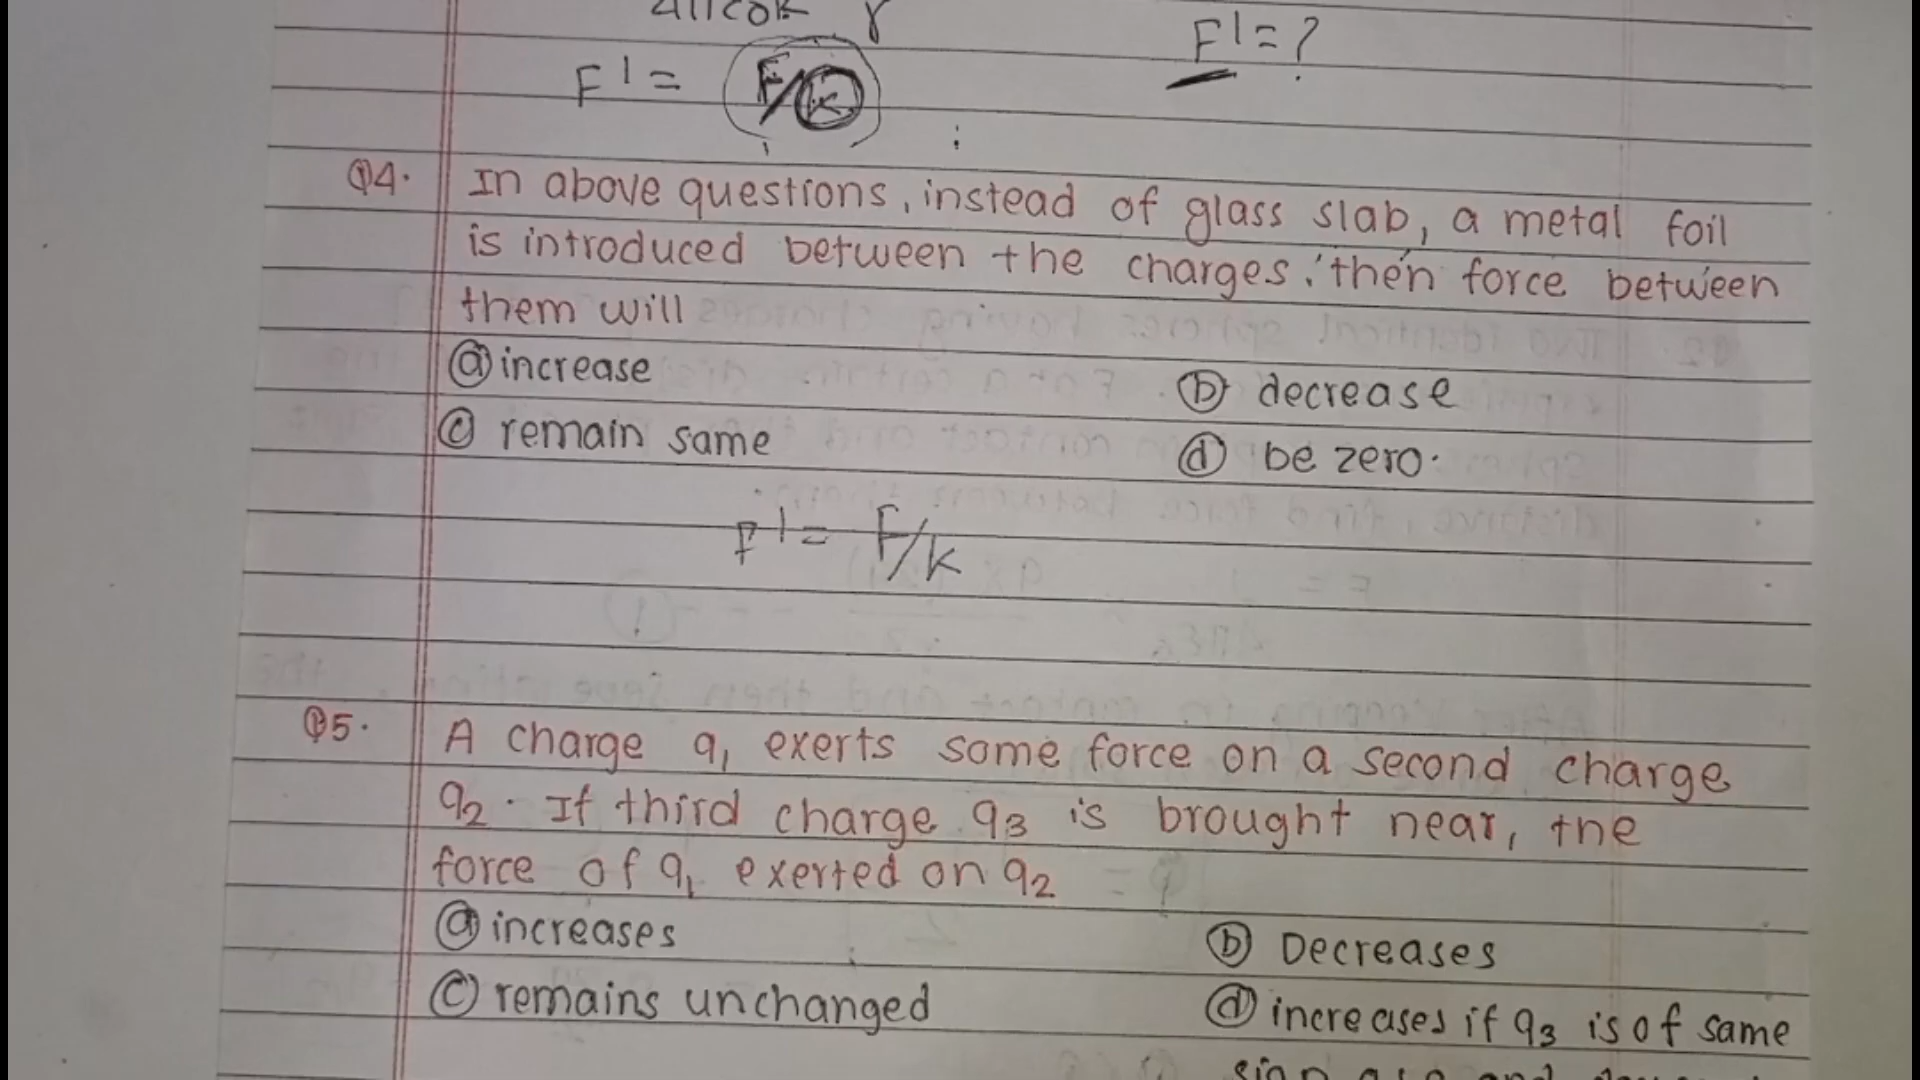 F' = F/K
F' = ?
Q4. In above questions, instead of glass slab, a metal foil
is introduced between the charges. then force between
them will
(a) increase
(b) decrease
(c) remain same
(d) be zero.
F' = F/K
Q5. A charge q1 exerts some force on a second charge
q2. If third charge q3 is brought near, the
force of q1 exerted on q2
(a) increases
(b) Decreases
(c) remains unchanged
(d) increases if q3 is of same